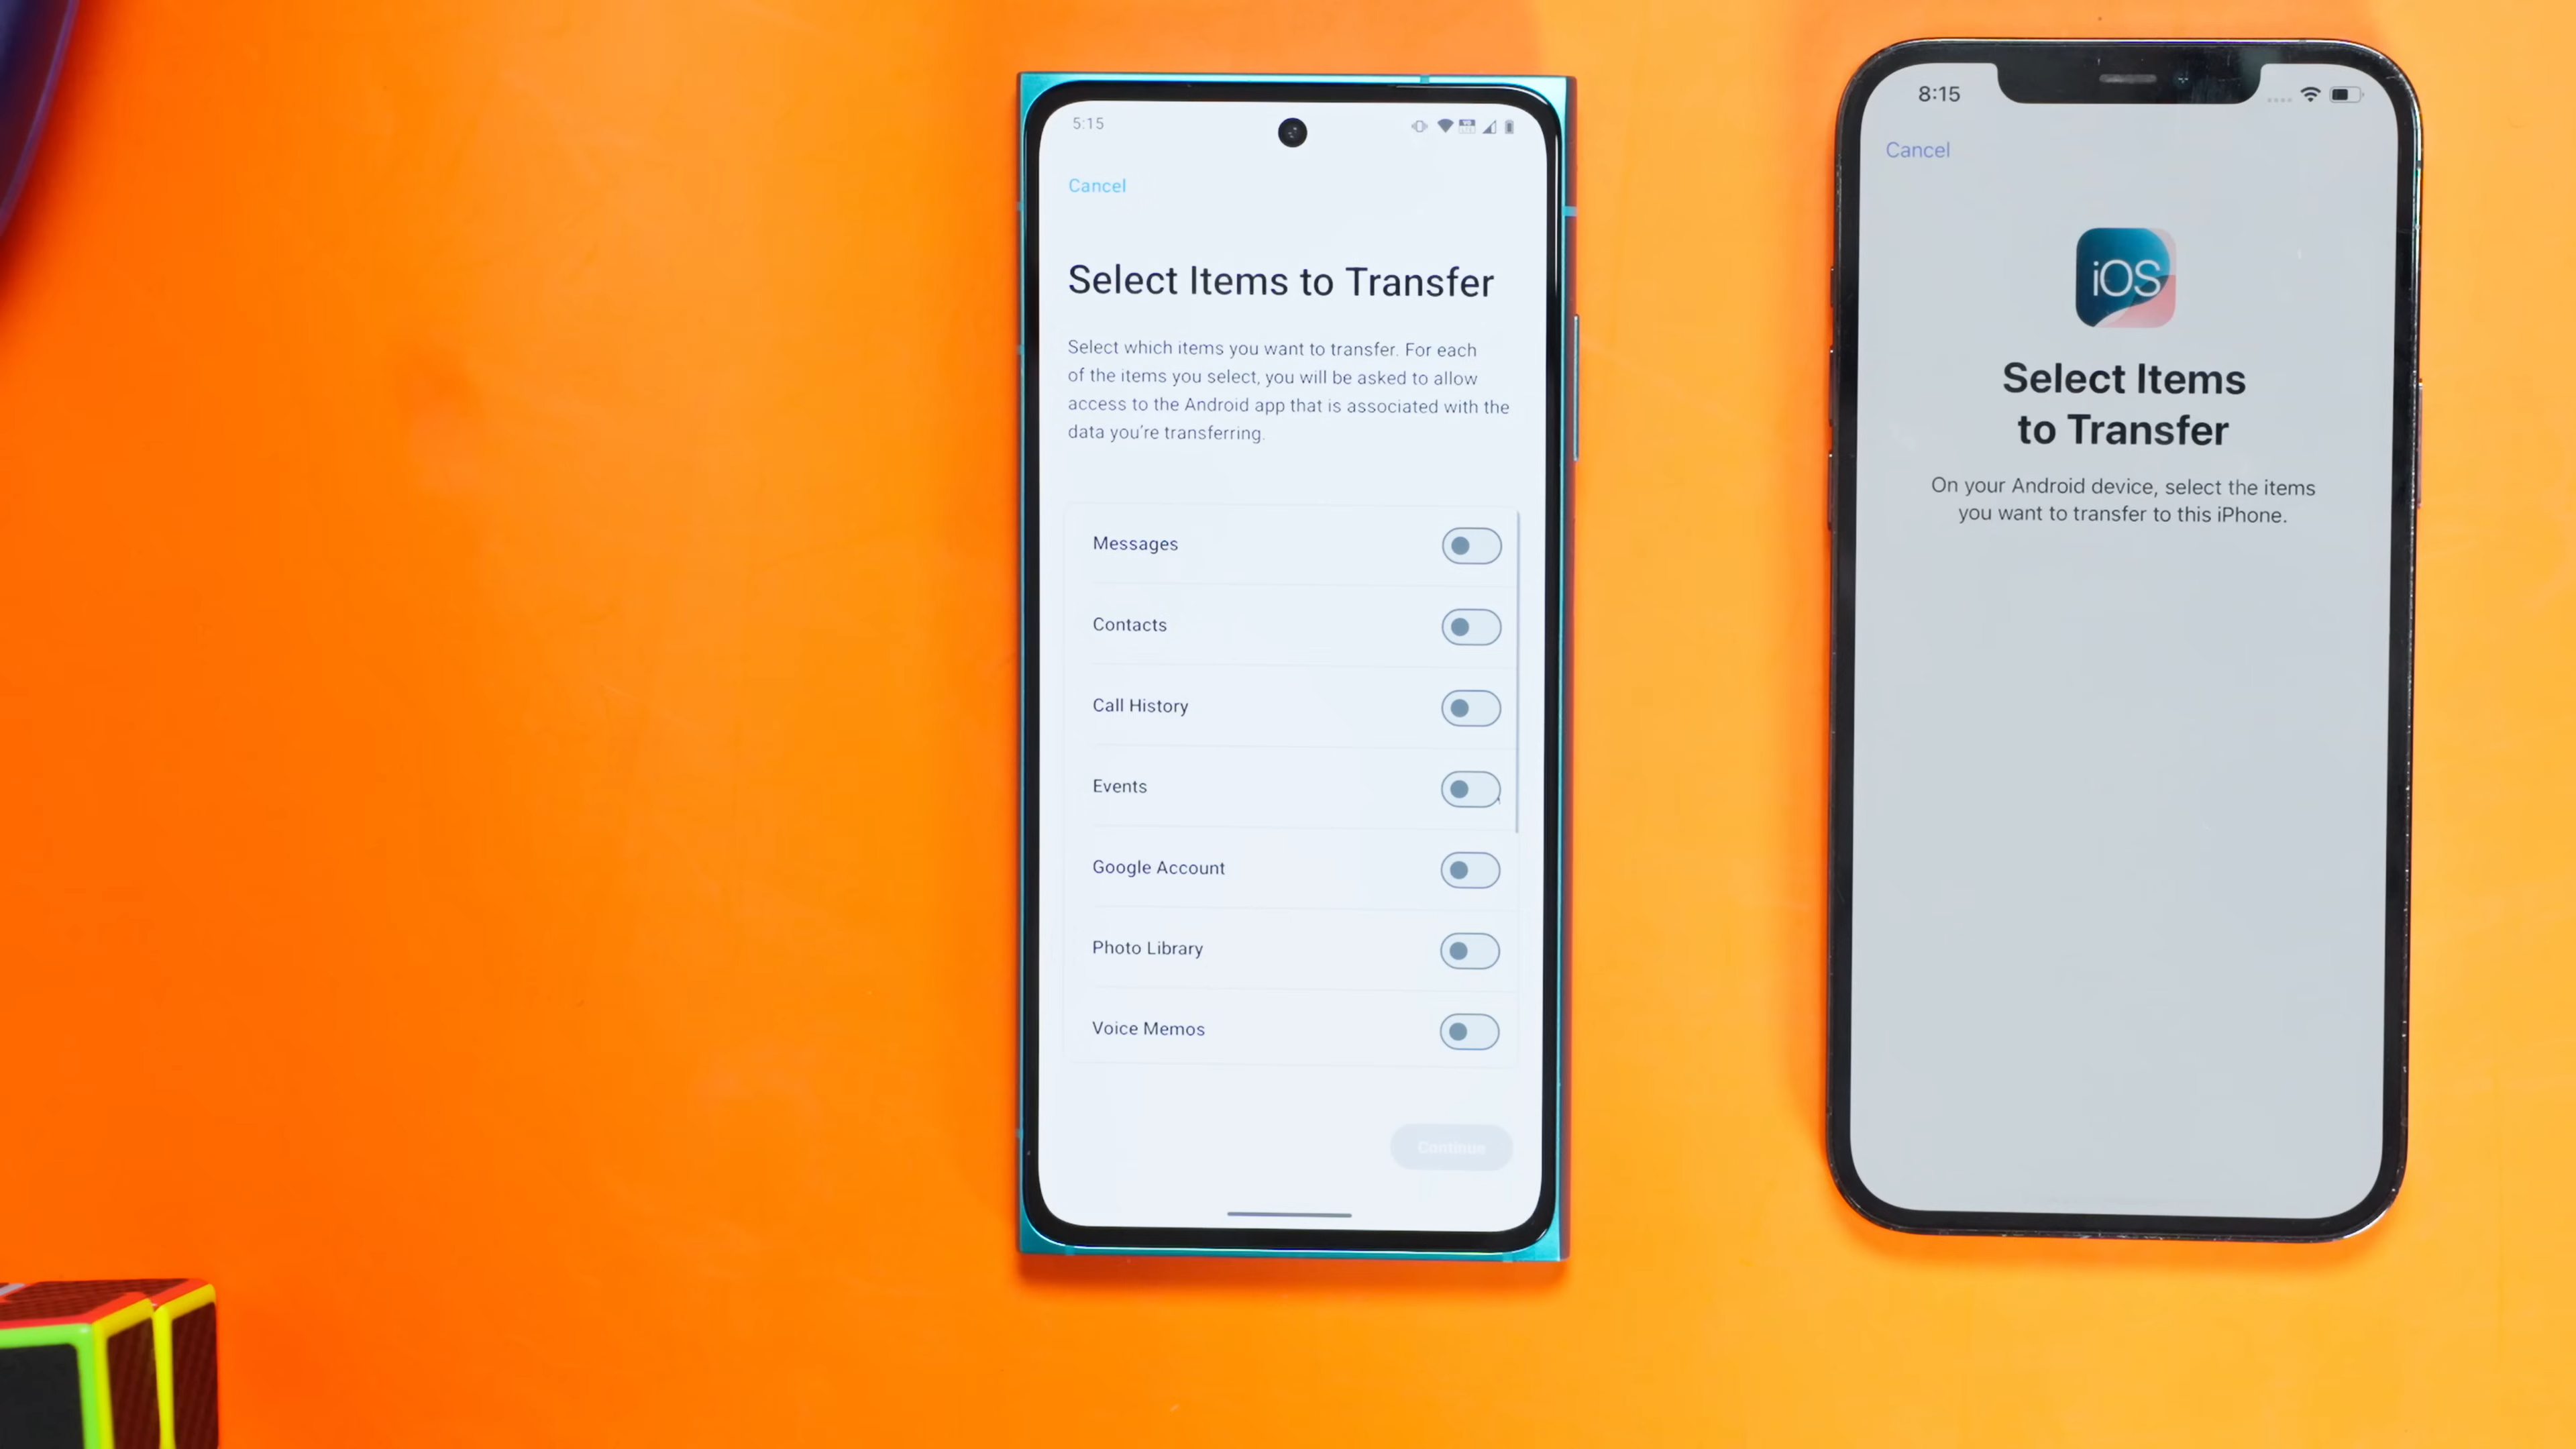 5:15
Cancel
Select Items to Transfer
Select which items you want to transfer. For each
of the items you select, you will be asked to allow
access to the Android app that is associated with the
data you're transferring.
Messages
Contacts
Call History
Events
Google Account
Photo Library
Voice Memos
Continue
8:15
Cancel
iOS
Select Items
to Transfer
On your Android device, select the items
you want to transfer to this iPhone.